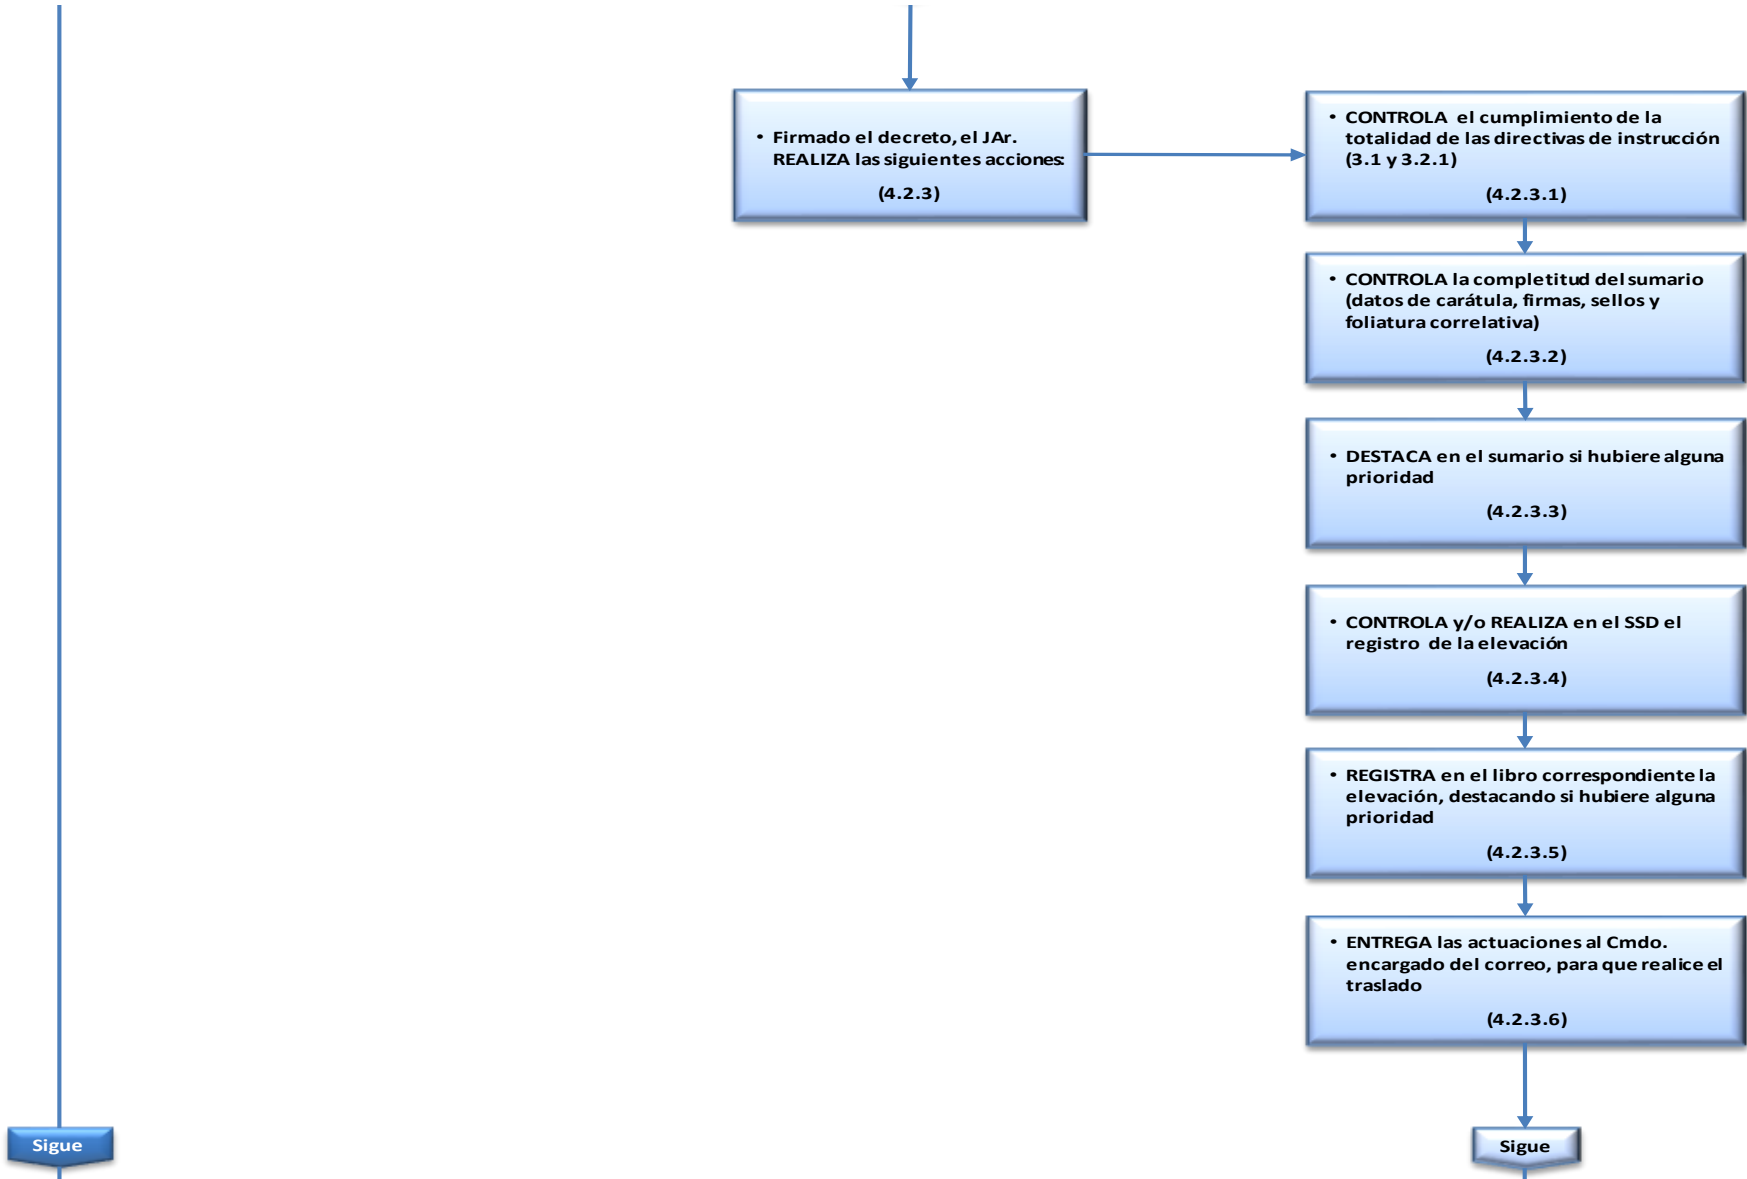 • Firmado el decreto, el JAr.
REALIZA las siguientes acciones:
(4.2.3)
• CONTROLA el cumplimiento de la
totalidad de las directivas de instrucción
(3.1 y 3.2.1)
(4.2.3.1)
• CONTROLA la completitud del sumario
(datos de carátula, firmas, sellos y
foliatura correlativa)
(4.2.3.2)
• DESTACA en el sumario si hubiere alguna
prioridad
(4.2.3.3)
• CONTROLA y/o REALIZA en el SSD el
registro de la elevación
(4.2.3.4)
• REGISTRA en el libro correspondiente la
elevación, destacando si hubiere alguna
prioridad
(4.2.3.5)
• ENTREGA las actuaciones al Cmdo.
encargado del correo, para que realice el
traslado
(4.2.3.6)
Sigue
Sigue